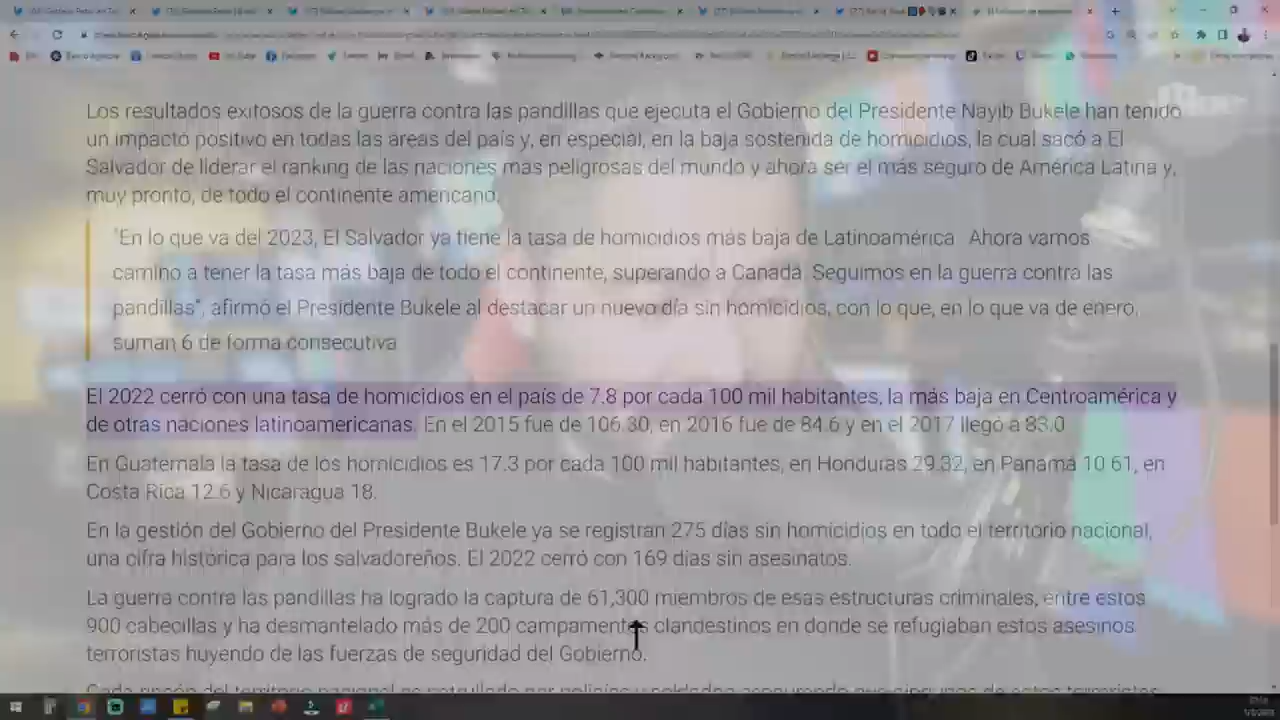 Los resultados exitosos de la guerra contra las pandillas que ejecuta el Gobierno del Presidente Nayib Bukele han tenido
un impacto positivo en todas las áreas del país y, en especial, en la baja sostenida de homicidios, la cual sacó a El
Salvador de liderar el ranking de las naciones mas peligrosas del mundo y ahora ser el más seguro de América Latina y,
muy pronto, de todo el continente americano.
"En lo que va del 2023, El Salvador ya tiene la tasa de homicidios más baja de Latinoamérica. Ahora vamos
camino a tener la tasa más baja de todo el continente, superando a Canadá. Seguimos en la guerra contra las
pandillas", afirmó el Presidente Bukele al destacar un nuevo día sin homicidios, con lo que, en lo que va de enero,
suman 6 de forma consecutiva
El 2022 cerró con una tasa de homicidios en el país de 7.8 por cada 100 mil habitantes, la más baja en Centroamérica y
de otras naciones latinoamericanas. En el 2015 fue de 106.30, en 2016 fue de 84.6 y en el 2017 llegó a 83.0
En Guatemala la tasa de los homicidios es 17.3 por cada 100 mil habitantes, en Honduras 29.32, en Panamá 10.61, en
Costa Rica 12.6 y Nicaragua 18.
En la gestión del Gobierno del Presidente Bukele ya se registran 275 días sin homicidios en todo el territorio nacional,
una cifra histórica para los salvadoreños. El 2022 cerró con 169 días sin asesinatos.
La guerra contra las pandillas ha logrado la captura de 61,300 miembros de esas estructuras criminales, entre estos
900 cabecillas y ha desmantelado más de 200 campamentos clandestinos en donde se refugiaban estos asesinos
terroristas huyendo de las fuerzas de seguridad del Gobierno.